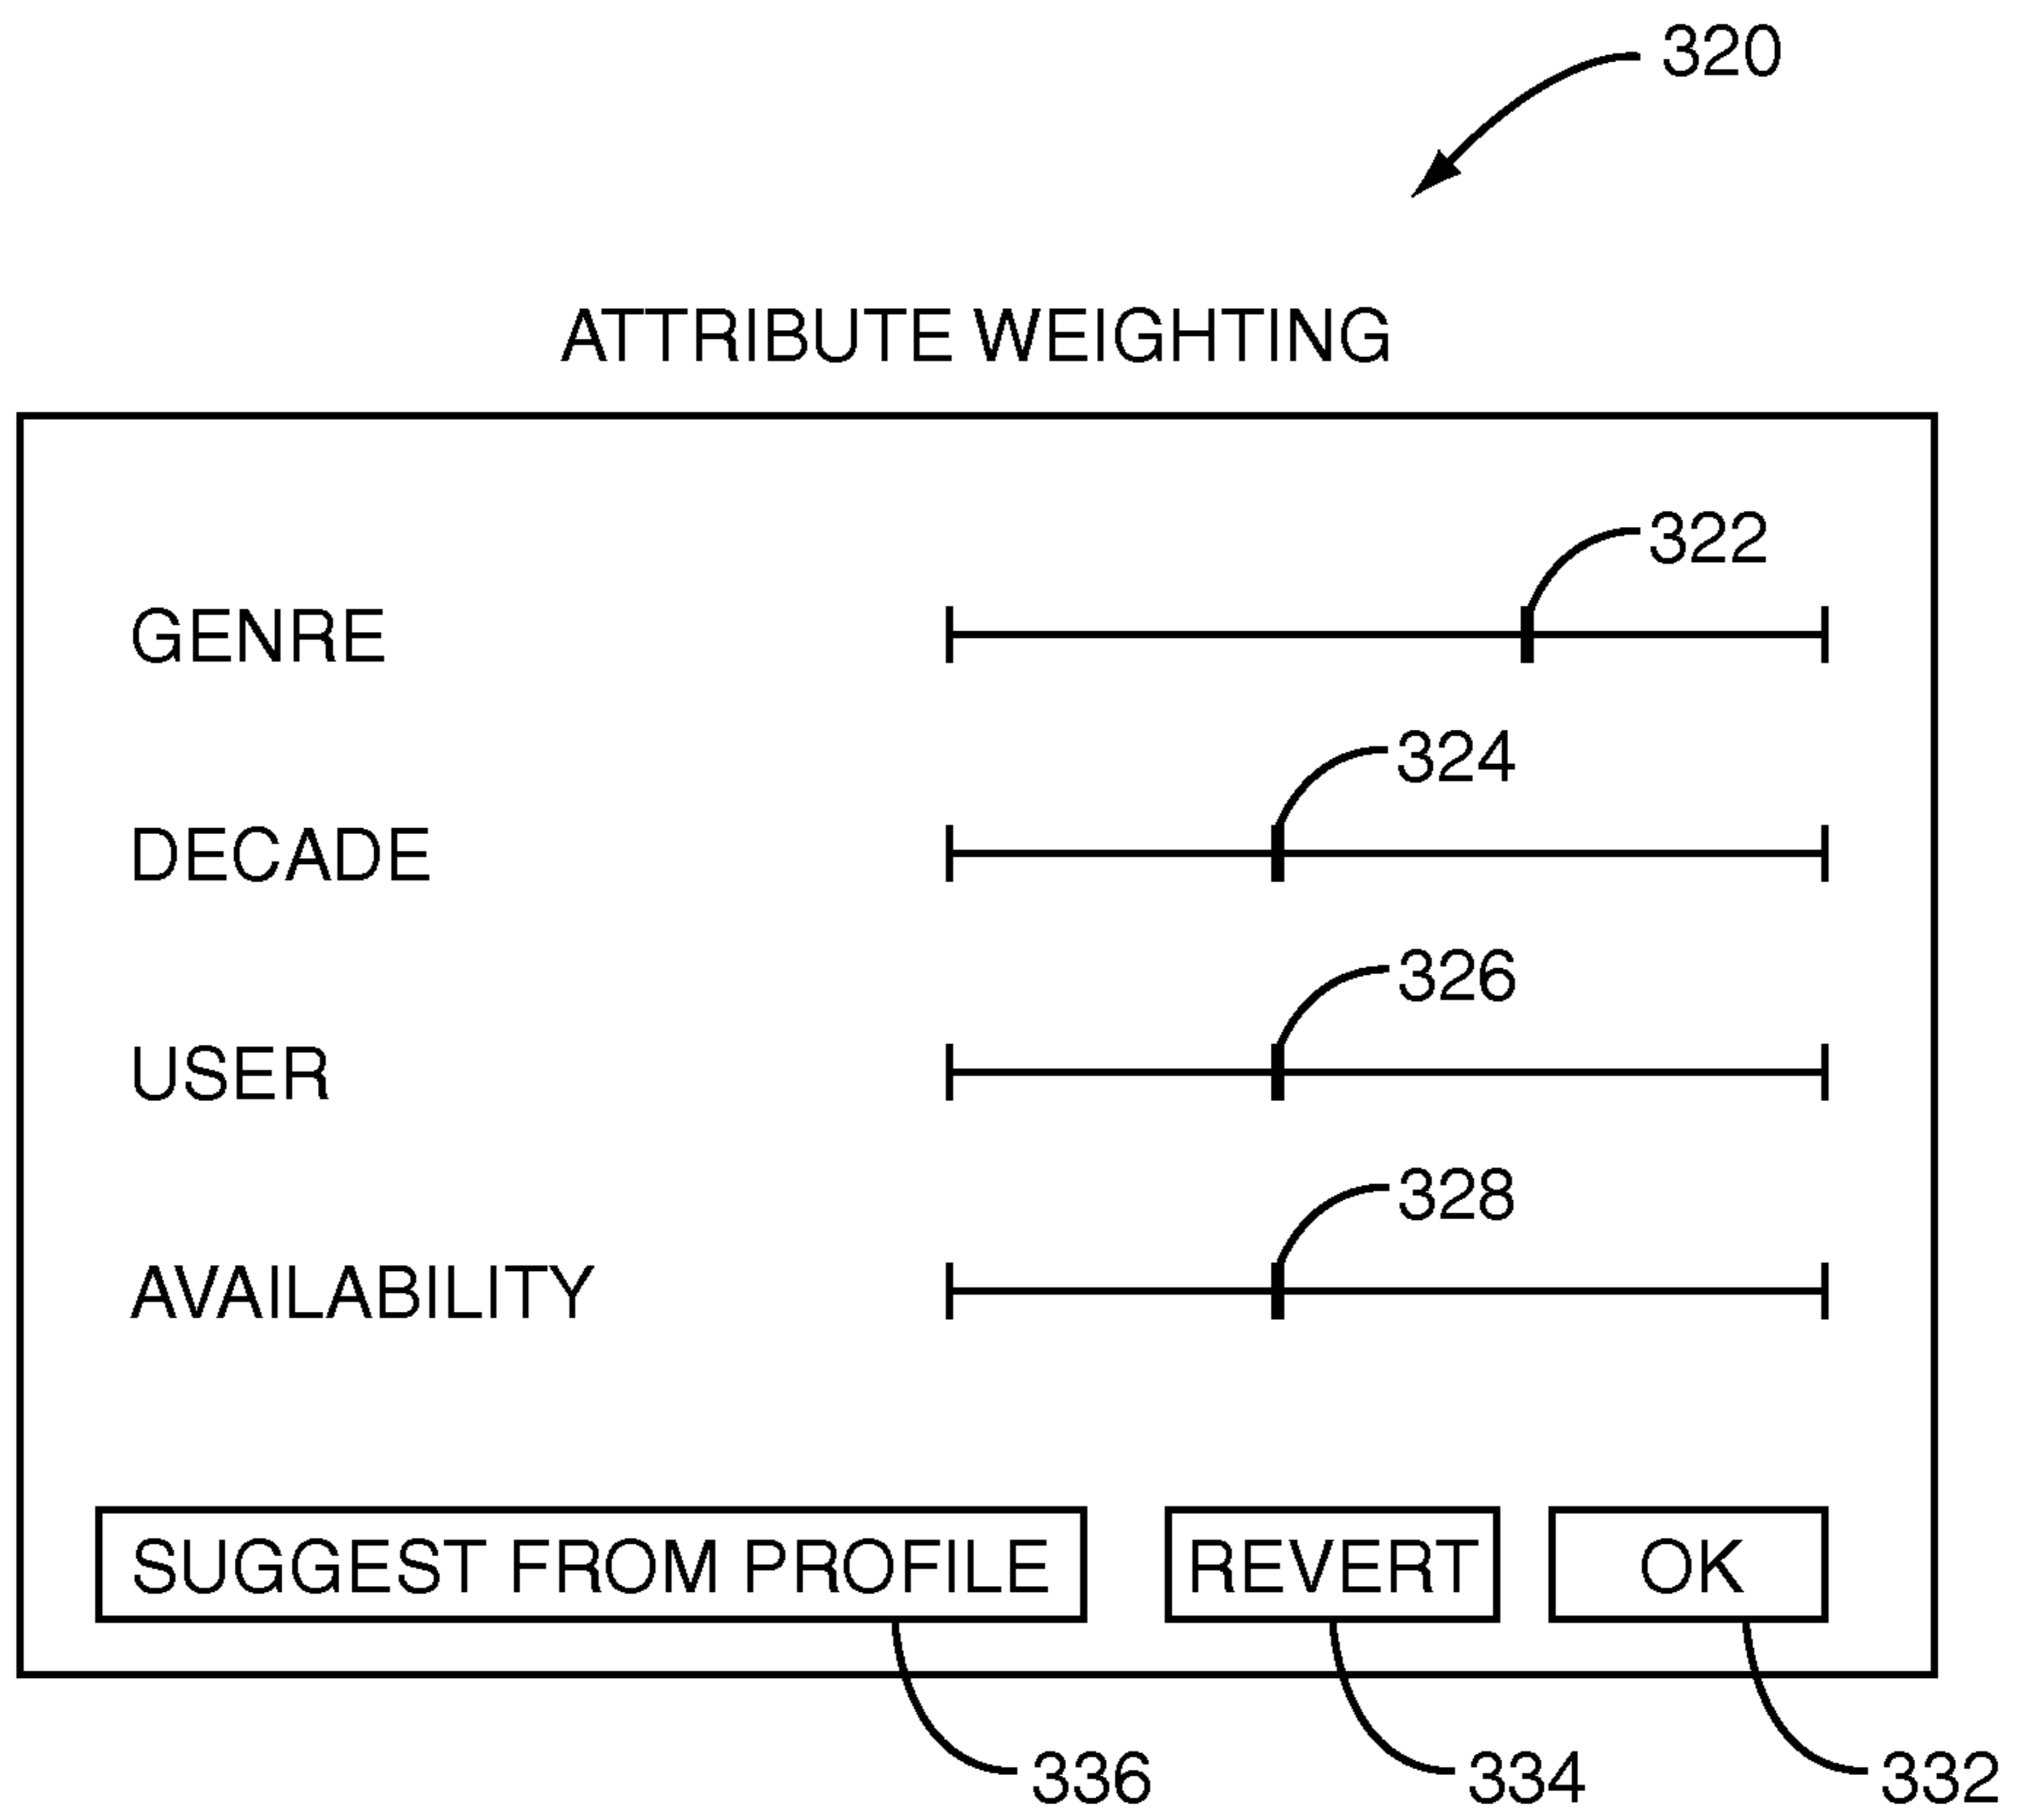 320
ATTRIBUTE WEIGHTING
322
GENRE
324
DECADE
326
USER
328
AVAILABILITY
SUGGEST FROM PROFILE REVERT OK
336 334 332